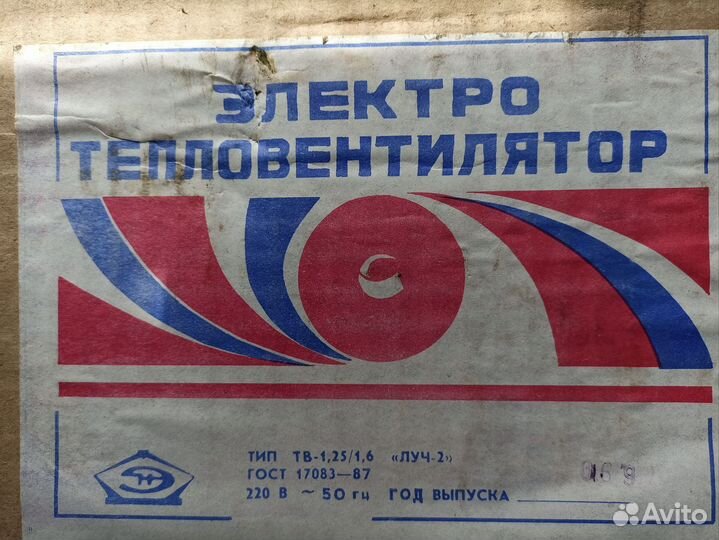 ЭЛЕКТРО
ТЕПЛОВЕНТИЛЯТОР
ТИП ТВ-1,25/1,6 «ЛУЧ-2»
ГОСТ 17083—87
220 В ~ 50 гц ГОД ВЫПУСКА
Avito